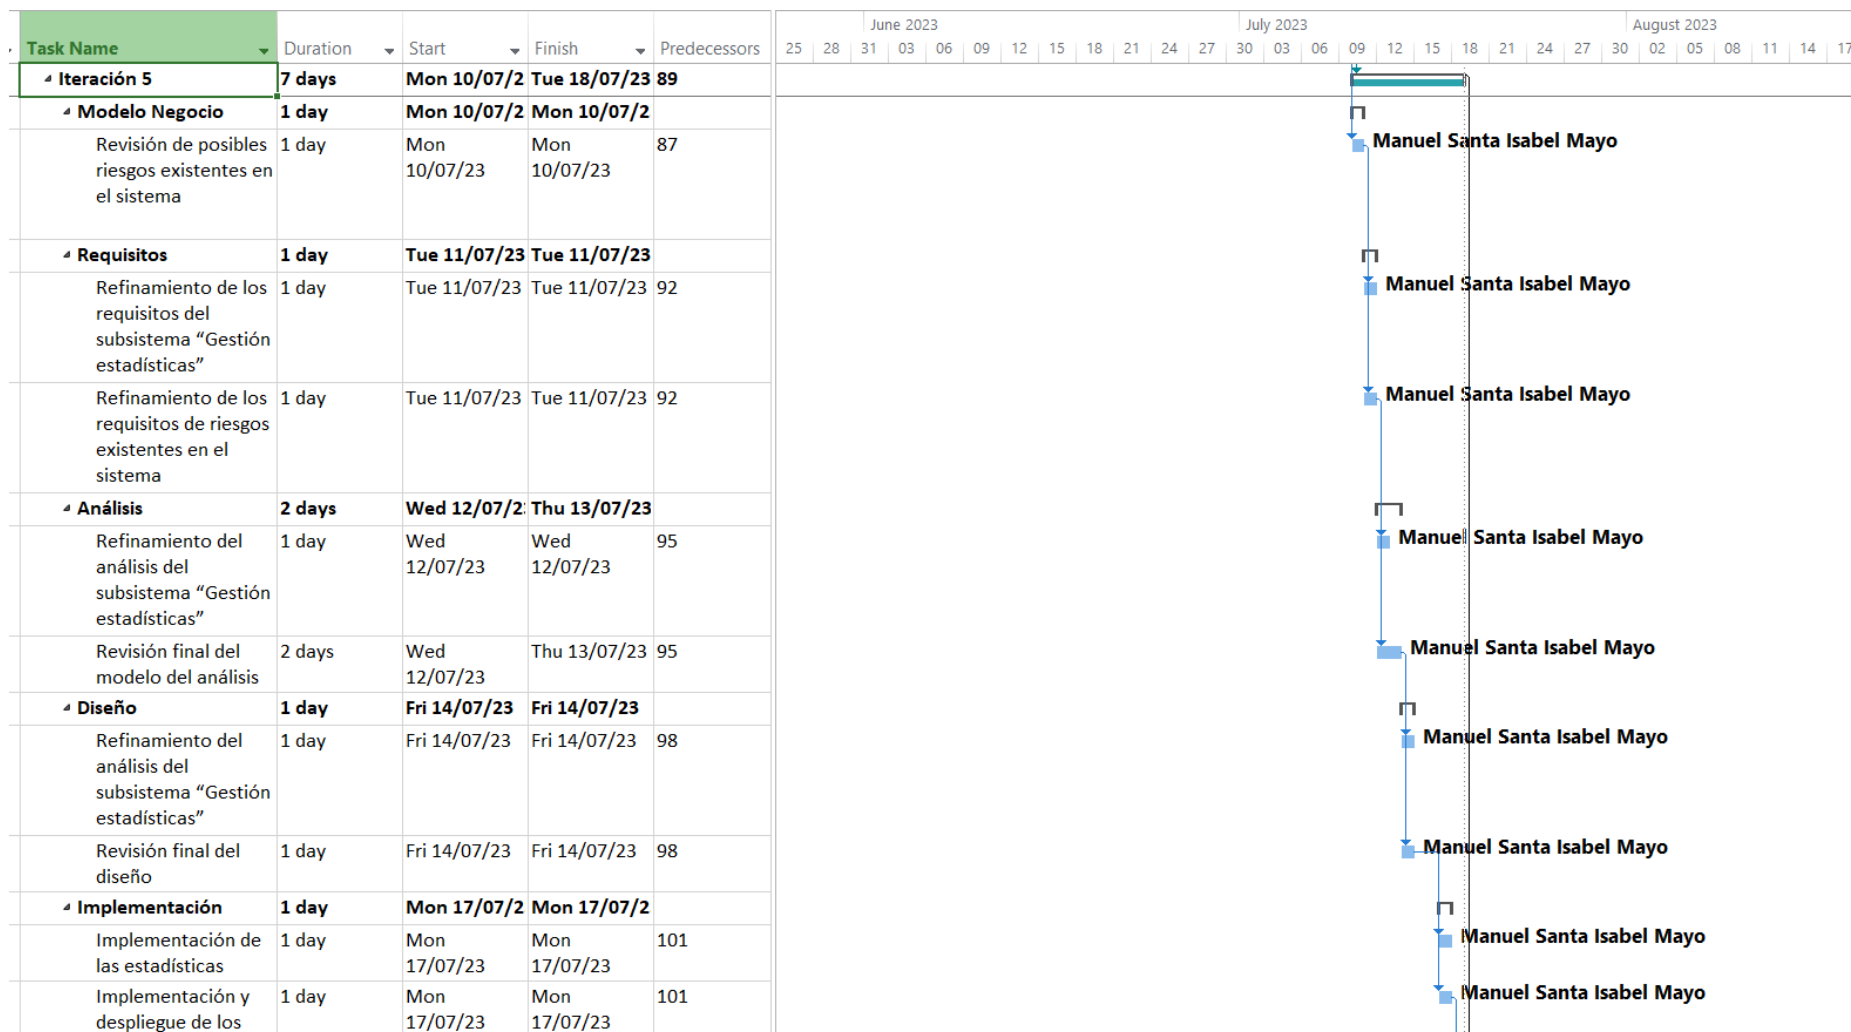 June 2023 July 2023 August 2023
Task Name Duration Start Finish Predecessors 25 28 31 03 06 09 12 15 18 21 24 27 30 03 06 09 12 15 18 21 24 27 30 02 05 08 11 14 17
Iteración 5 7 days Mon 10/07/2 Tue 18/07/23 89
Modelo Negocio 1 day Mon 10/07/2 Mon 10/07/2
Revisión de posibles 1 day Mon Mon 87 Manuel Santa Isabel Mayo
riesgos existentes en 10/07/23 10/07/23
el sistema
Requisitos 1 day Tue 11/07/23 Tue 11/07/23
Refinamiento de los 1 day Tue 11/07/23 Tue 11/07/23 92 Manuel Santa Isabel Mayo
requisitos del
subsistema “Gestión
estadísticas”
Refinamiento de los 1 day Tue 11/07/23 Tue 11/07/23 92 Manuel Santa Isabel Mayo
requisitos de riesgos
existentes en el
sistema
Análisis 2 days Wed 12/07/2 Thu 13/07/23
Refinamiento del 1 day Wed Wed 95 Manuel Santa Isabel Mayo
análisis del 12/07/23 12/07/23
subsistema “Gestión
estadísticas”
Revisión final del 2 days Wed Thu 13/07/23 95 Manuel Santa Isabel Mayo
modelo del análisis 12/07/23
Diseño 1 day Fri 14/07/23 Fri 14/07/23
Refinamiento del 1 day Fri 14/07/23 Fri 14/07/23 98 Manuel Santa Isabel Mayo
análisis del
subsistema “Gestión
estadísticas”
Revisión final del 1 day Fri 14/07/23 Fri 14/07/23 98 Manuel Santa Isabel Mayo
diseño
Implementación 1 day Mon 17/07/2 Mon 17/07/2
Implementación de 1 day Mon Mon 101 Manuel Santa Isabel Mayo
las estadísticas 17/07/23 17/07/23
Implementación y 1 day Mon Mon 101 Manuel Santa Isabel Mayo
despliegue de los 17/07/23 17/07/23